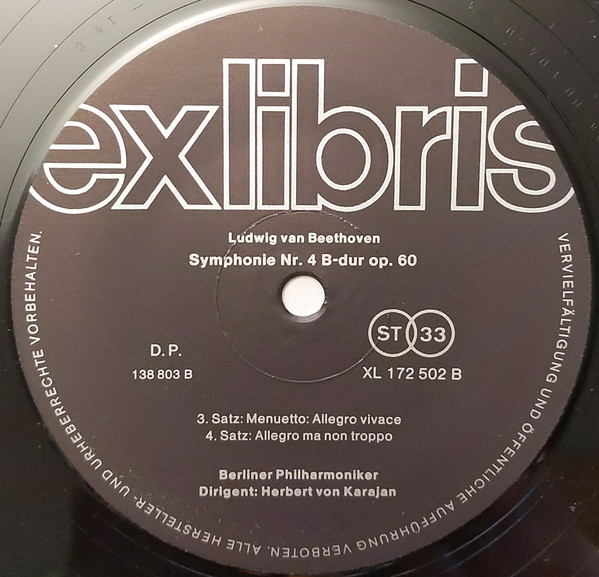 exlibris
Ludwig van Beethoven
Symphonie Nr. 4 B-dur op. 60
ST 33
D. P.
138 803 B
XL 172 502 B
3. Satz: Menuetto: Allegro vivace
4. Satz: Allegro ma non troppo
Berliner Philharmoniker
Dirigent: Herbert von Karajan
ALLE HERSTELLER- UND URHEBERRECHTE VORBEHALTEN.
VERVIELFÄLTIGUNG UND ÖFFENTLICHE AUFFÜHRUNG VERBOTEN.